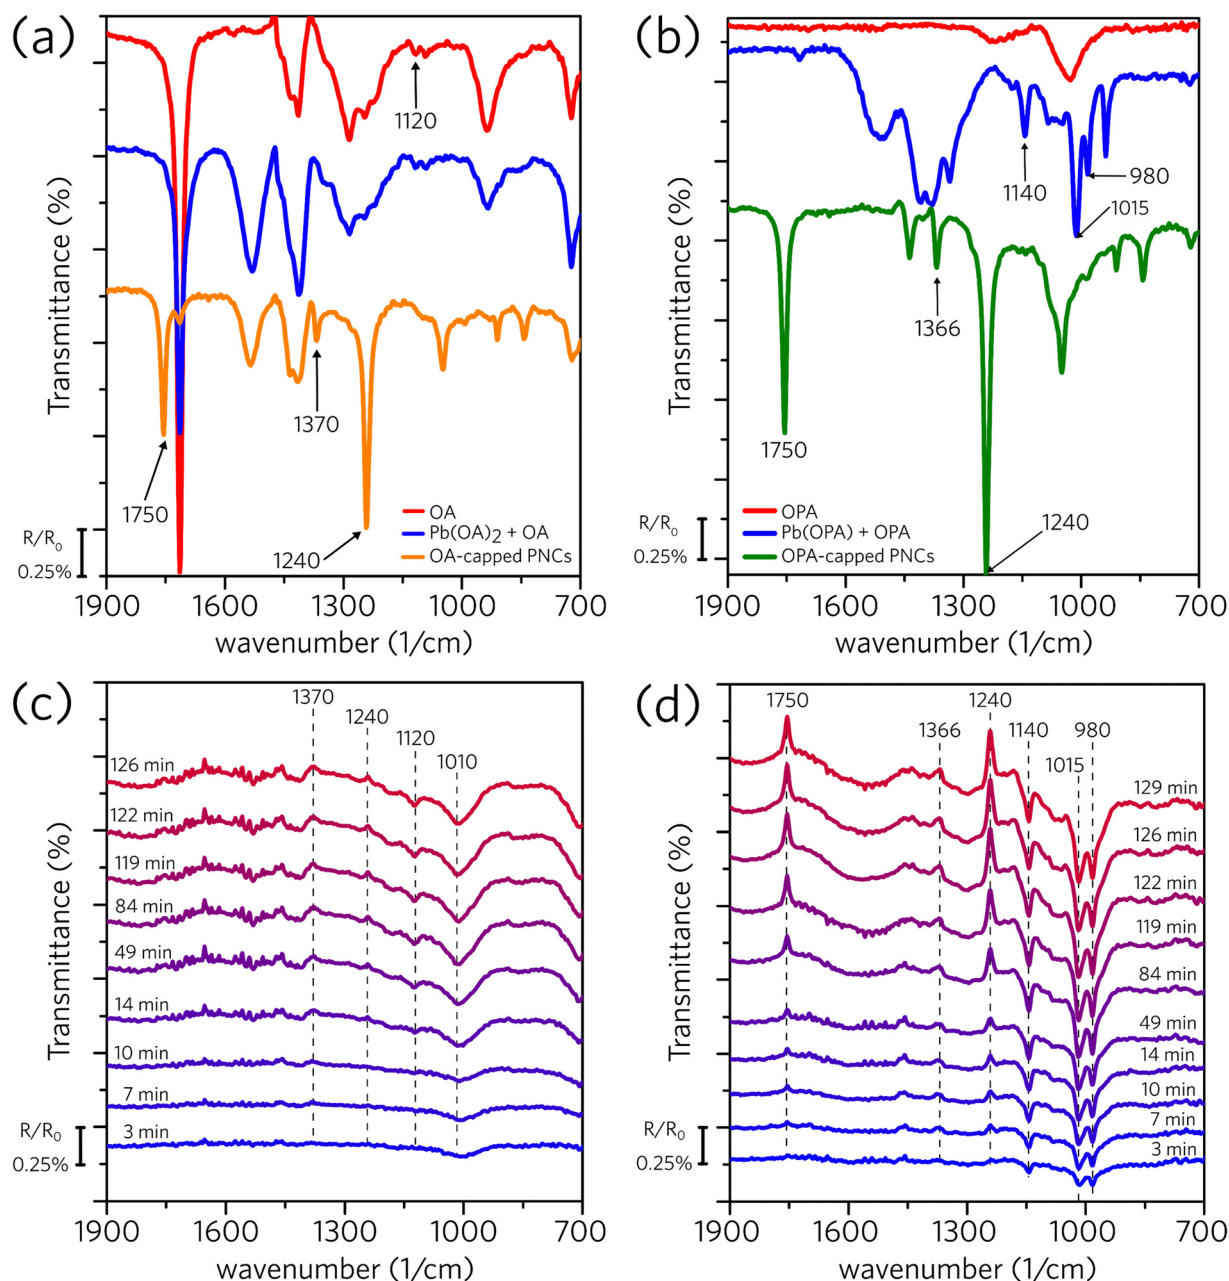 (a)
Transmittance (%)
1120
1370
1750
1240
OA
Pb(OA)₂ + OA
OA-capped PNCs
R/R₀
0.25%
1900 1600 1300 1000 700
wavenumber (1/cm)
(b)
Transmittance (%)
1140
980
1015
1366
1750
1240
OPA
Pb(OPA) + OPA
OPA-capped PNCs
R/R₀
0.25%
1900 1600 1300 1000 700
wavenumber (1/cm)
(c)
Transmittance (%)
1370
1240
1120
1010
126 min
122 min
119 min
84 min
49 min
14 min
10 min
7 min
3 min
R/R₀
0.25%
1900 1600 1300 1000 700
wavenumber (1/cm)
(d)
Transmittance (%)
1750
1366
1240
1140
1015
980
129 min
126 min
122 min
119 min
84 min
49 min
14 min
10 min
7 min
3 min
R/R₀
0.25%
1900 1600 1300 1000 700
wavenumber (1/cm)